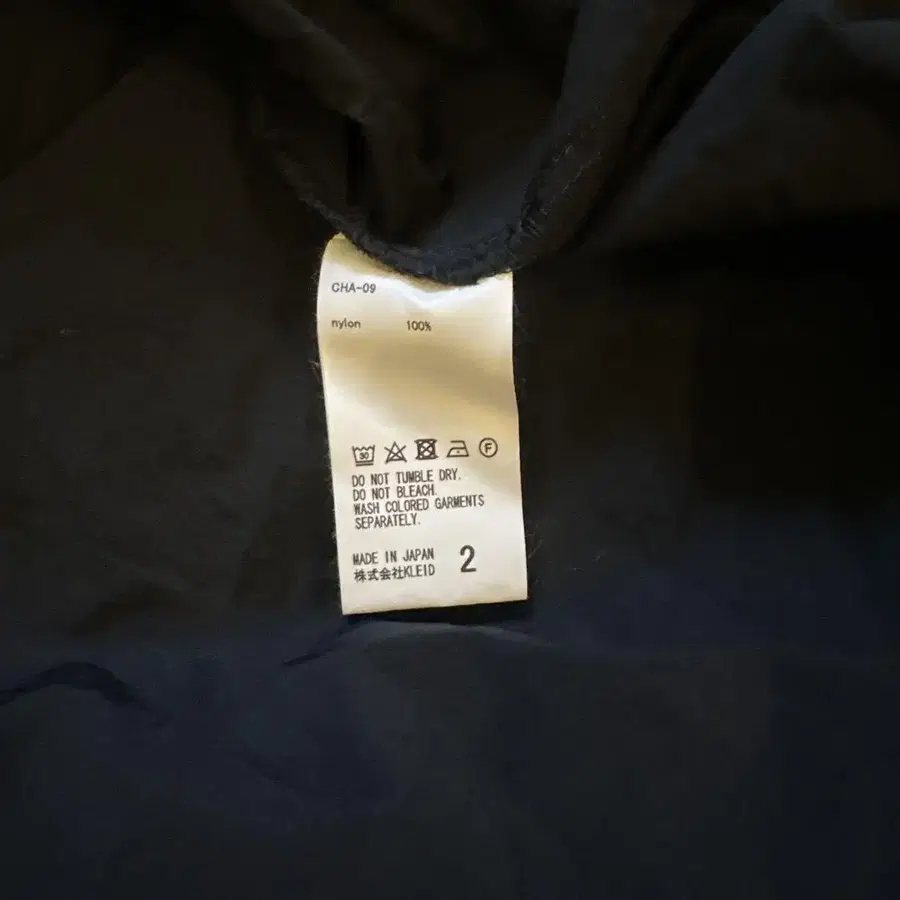 CHA-09
nylon 100%
30 F
DO NOT TUMBLE DRY.
DO NOT BLEACH.
WASH COLORED GARMENTS
SEPARATELY.
MADE IN JAPAN 2
株式会社KLEID